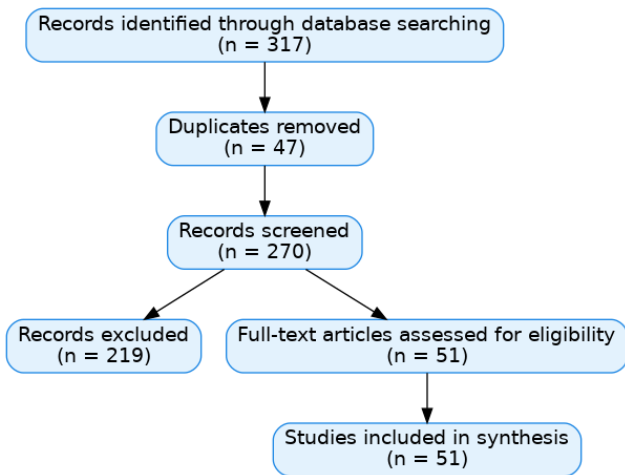 Records identified through database searching
(n = 317)
Duplicates removed
(n = 47)
Records screened
(n = 270)
Records excluded
(n = 219)
Full-text articles assessed for eligibility
(n = 51)
Studies included in synthesis
(n = 51)